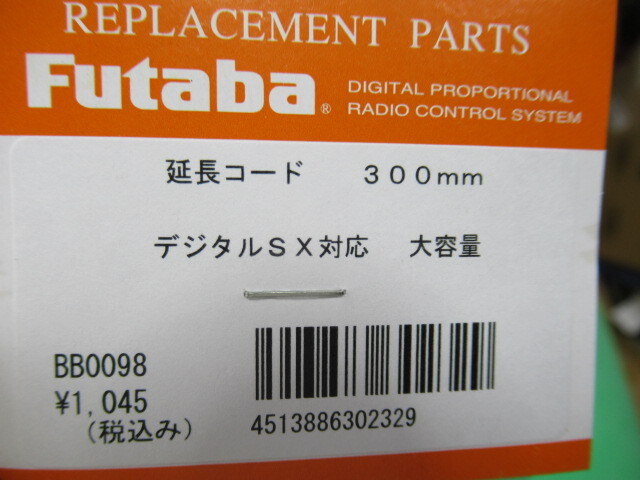 REPLACEMENT PARTS
Futaba®
DIGITAL PROPORTIONAL
RADIO CONTROL SYSTEM
延長コード　３００mm
デジタルＳＸ対応　大容量
BB0098
¥1,045
(税込み)
4513886302329